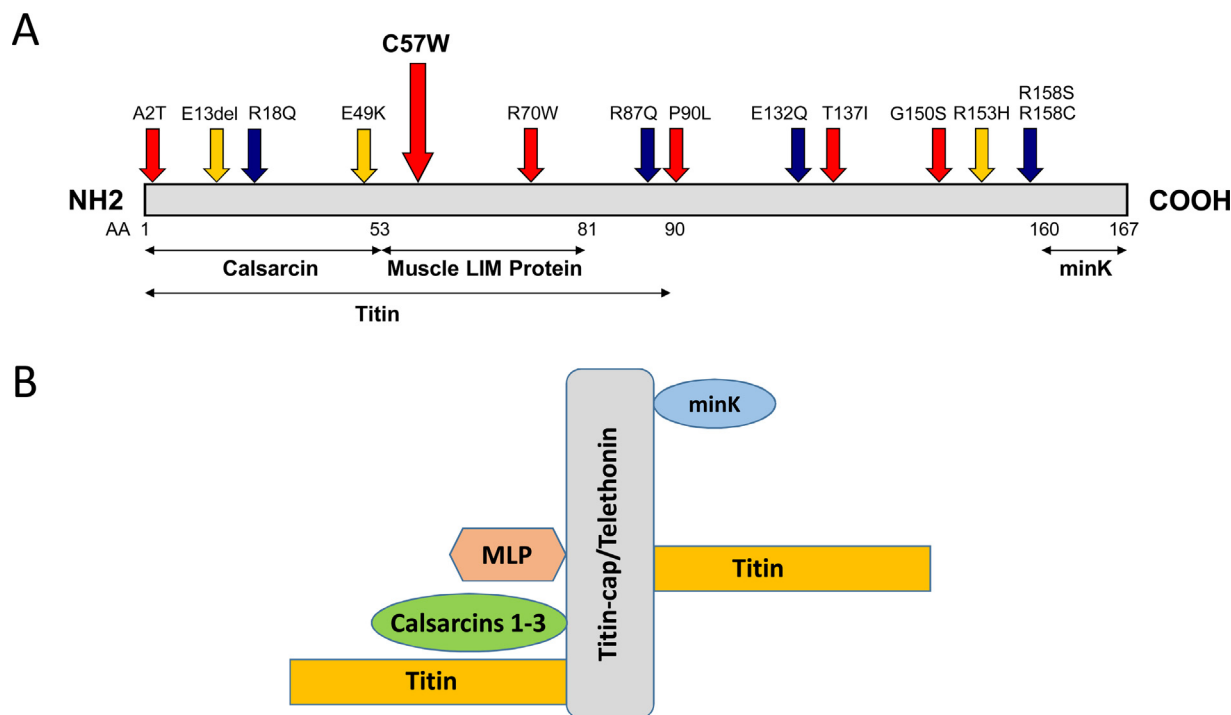 A
C57W
R158S
A2T E13del R18Q E49K R70W R87Q P90L E132Q T137I G150S R153H R158C
NH2 COOH
AA 1 53 81 90 160 167
Calsarcin Muscle LIM Protein minK
Titin
B
minK
Titin-cap/Telethonin
MLP
Titin
Calsarcins 1-3
Titin